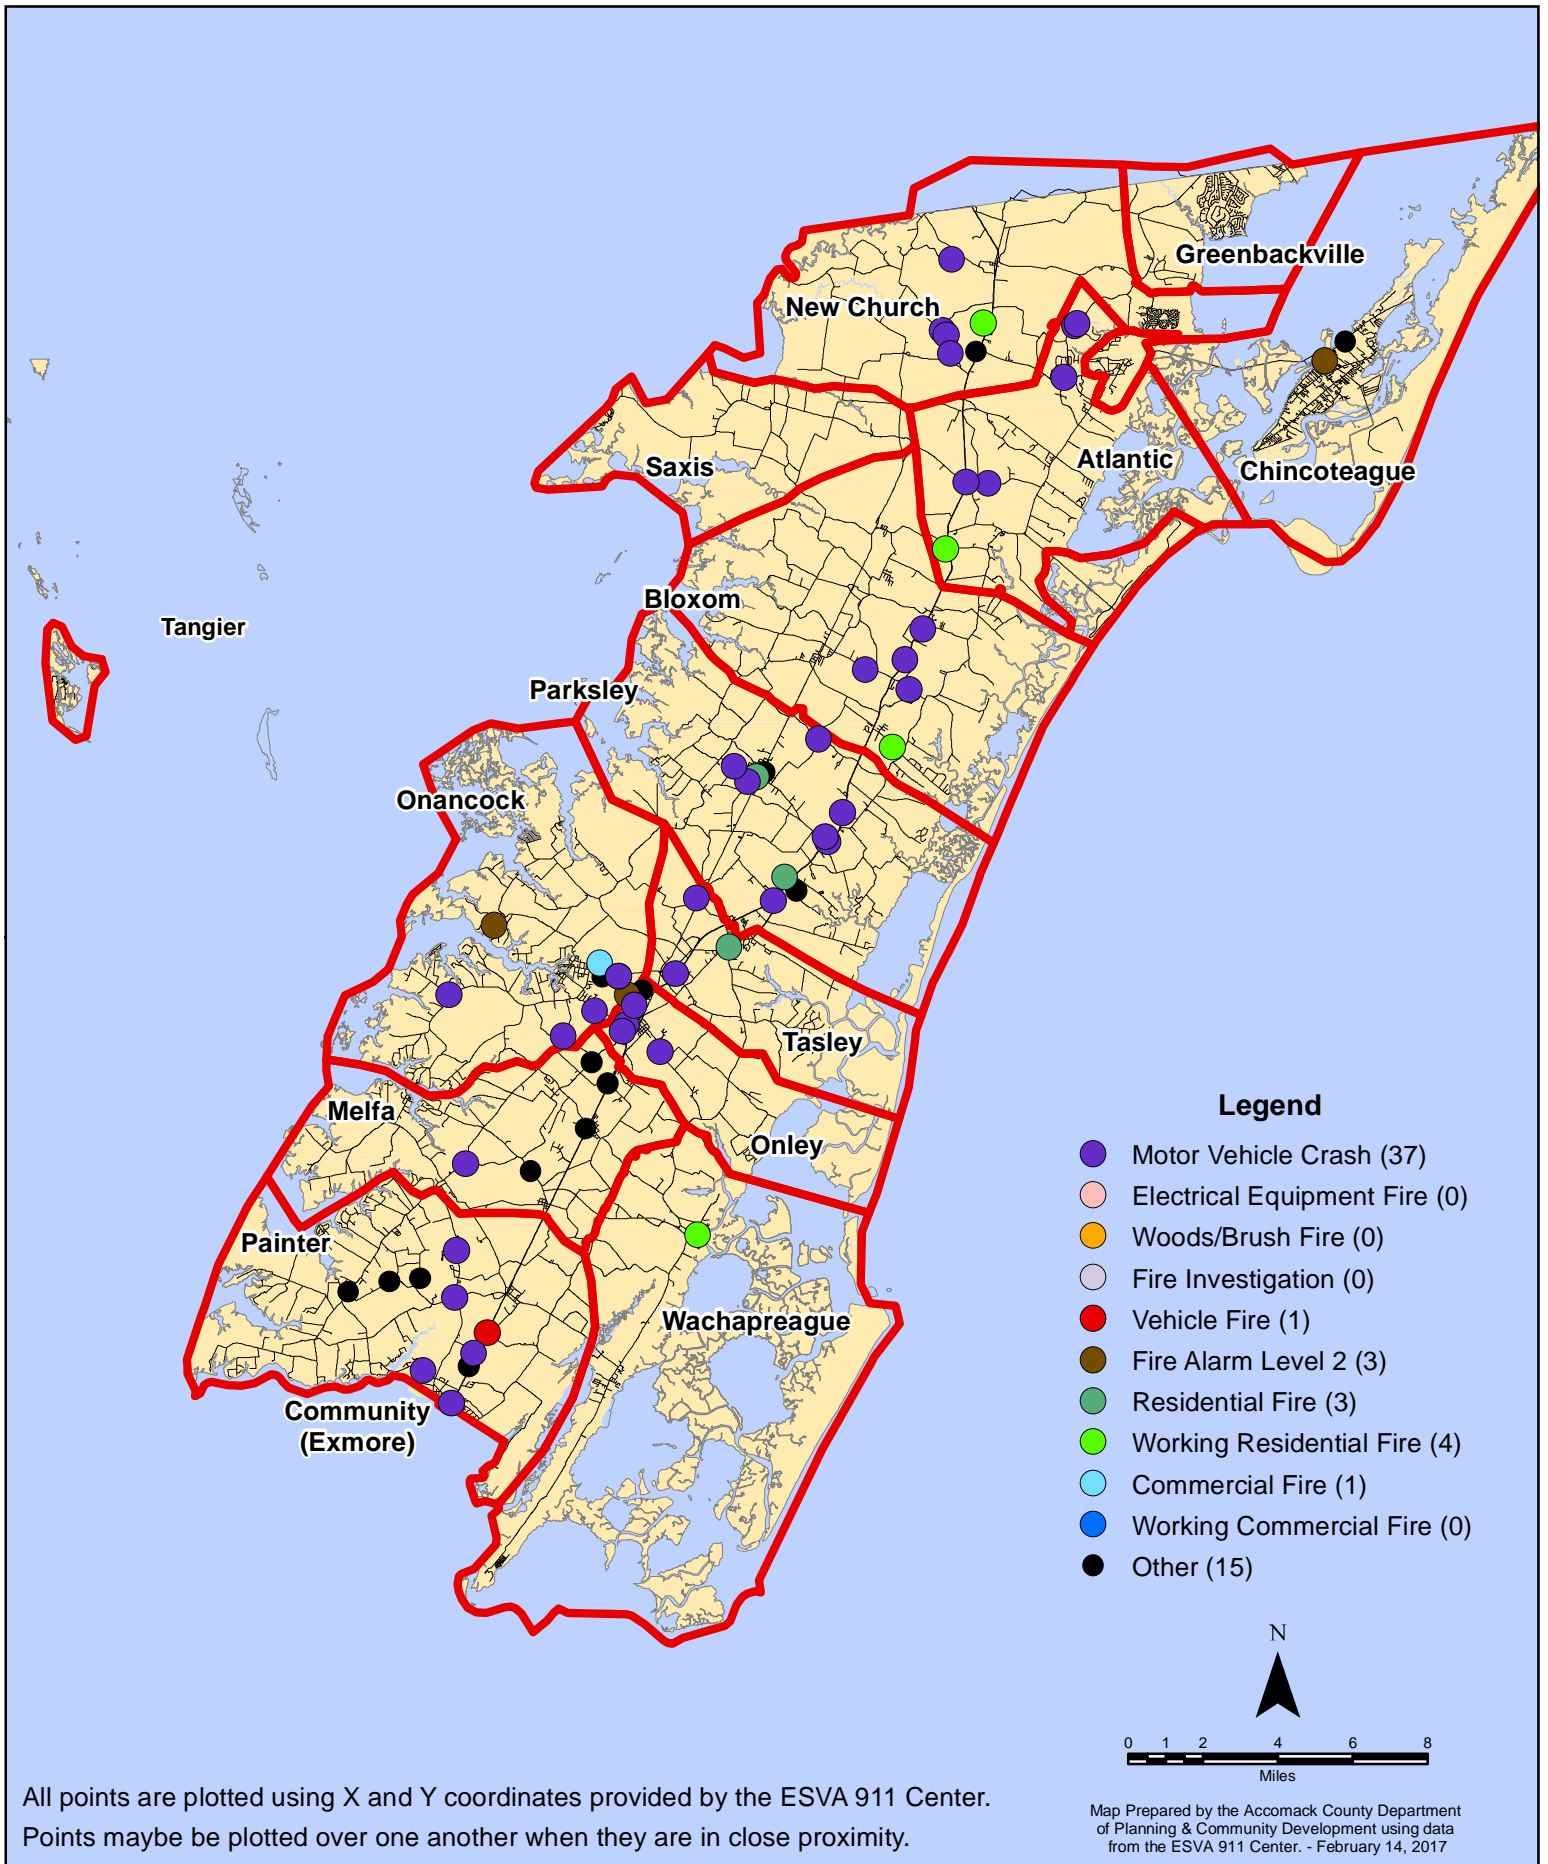 Greenbackville
New Church
Atlantic
Saxis
Chincoteague
Bloxom
Tangier
Parksley
Onancock
Tasley
Melfa
Onley
Painter
Wachapreague
Community
(Exmore)
Legend
Motor Vehicle Crash (37)
Electrical Equipment Fire (0)
Woods/Brush Fire (0)
Fire Investigation (0)
Vehicle Fire (1)
Fire Alarm Level 2 (3)
Residential Fire (3)
Working Residential Fire (4)
Commercial Fire (1)
Working Commercial Fire (0)
Other (15)
N
0 1 2 4 6 8
Miles
All points are plotted using X and Y coordinates provided by the ESVA 911 Center.
Points maybe be plotted over one another when they are in close proximity.
Map Prepared by the Accomack County Department
of Planning & Community Development using data
from the ESVA 911 Center. - February 14, 2017